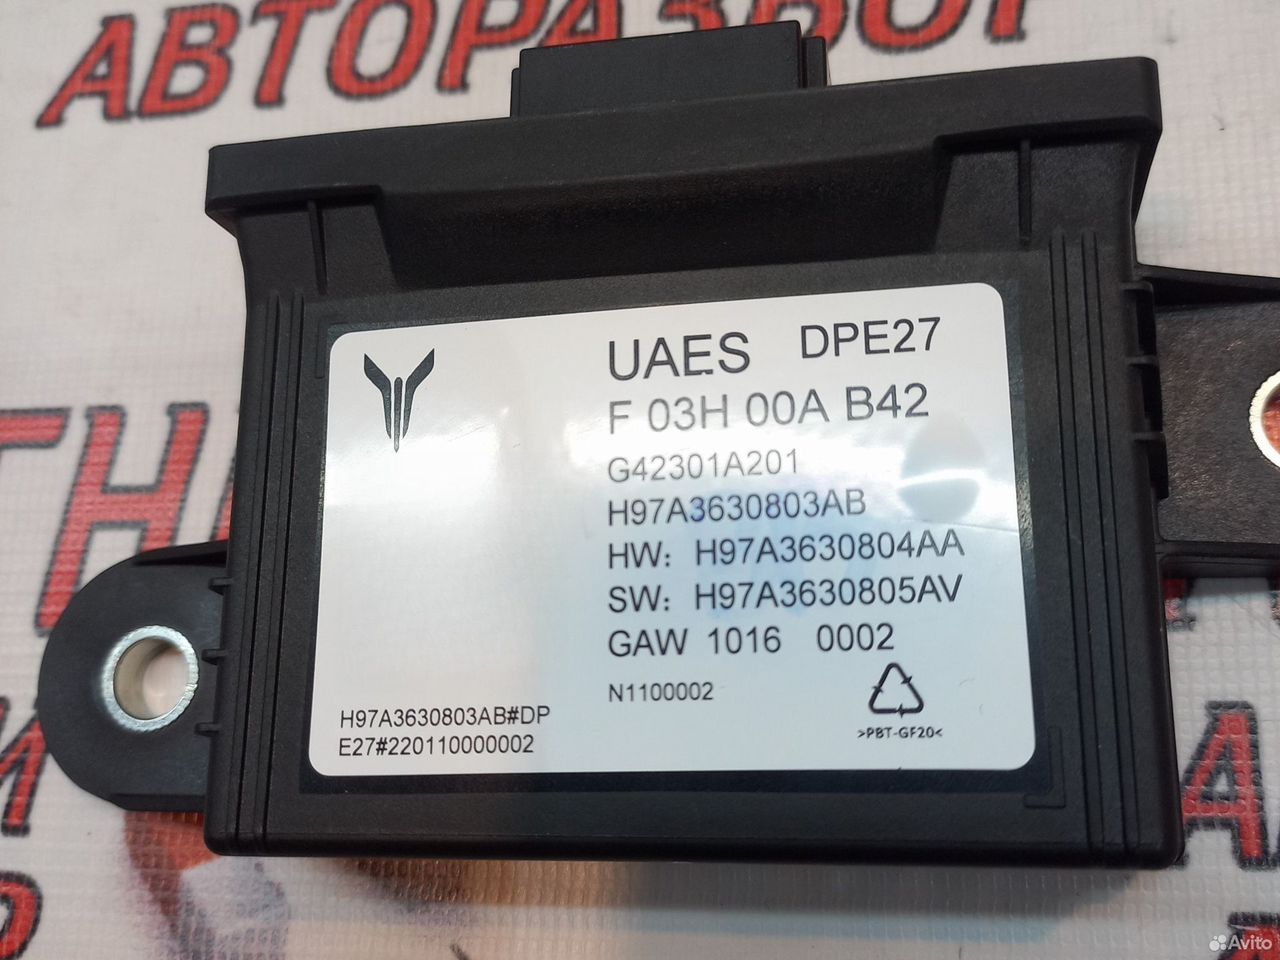 АВТОРАЗБОР
UAES DPE27
F 03H 00A B42
G42301A201
H97A3630803AB
HW: H97A3630804AA
SW: H97A3630805AV
GAW 1016 0002
N1100002
>PBT-GF20<
H97A3630803AB#DP
E27#220110000002
Avito